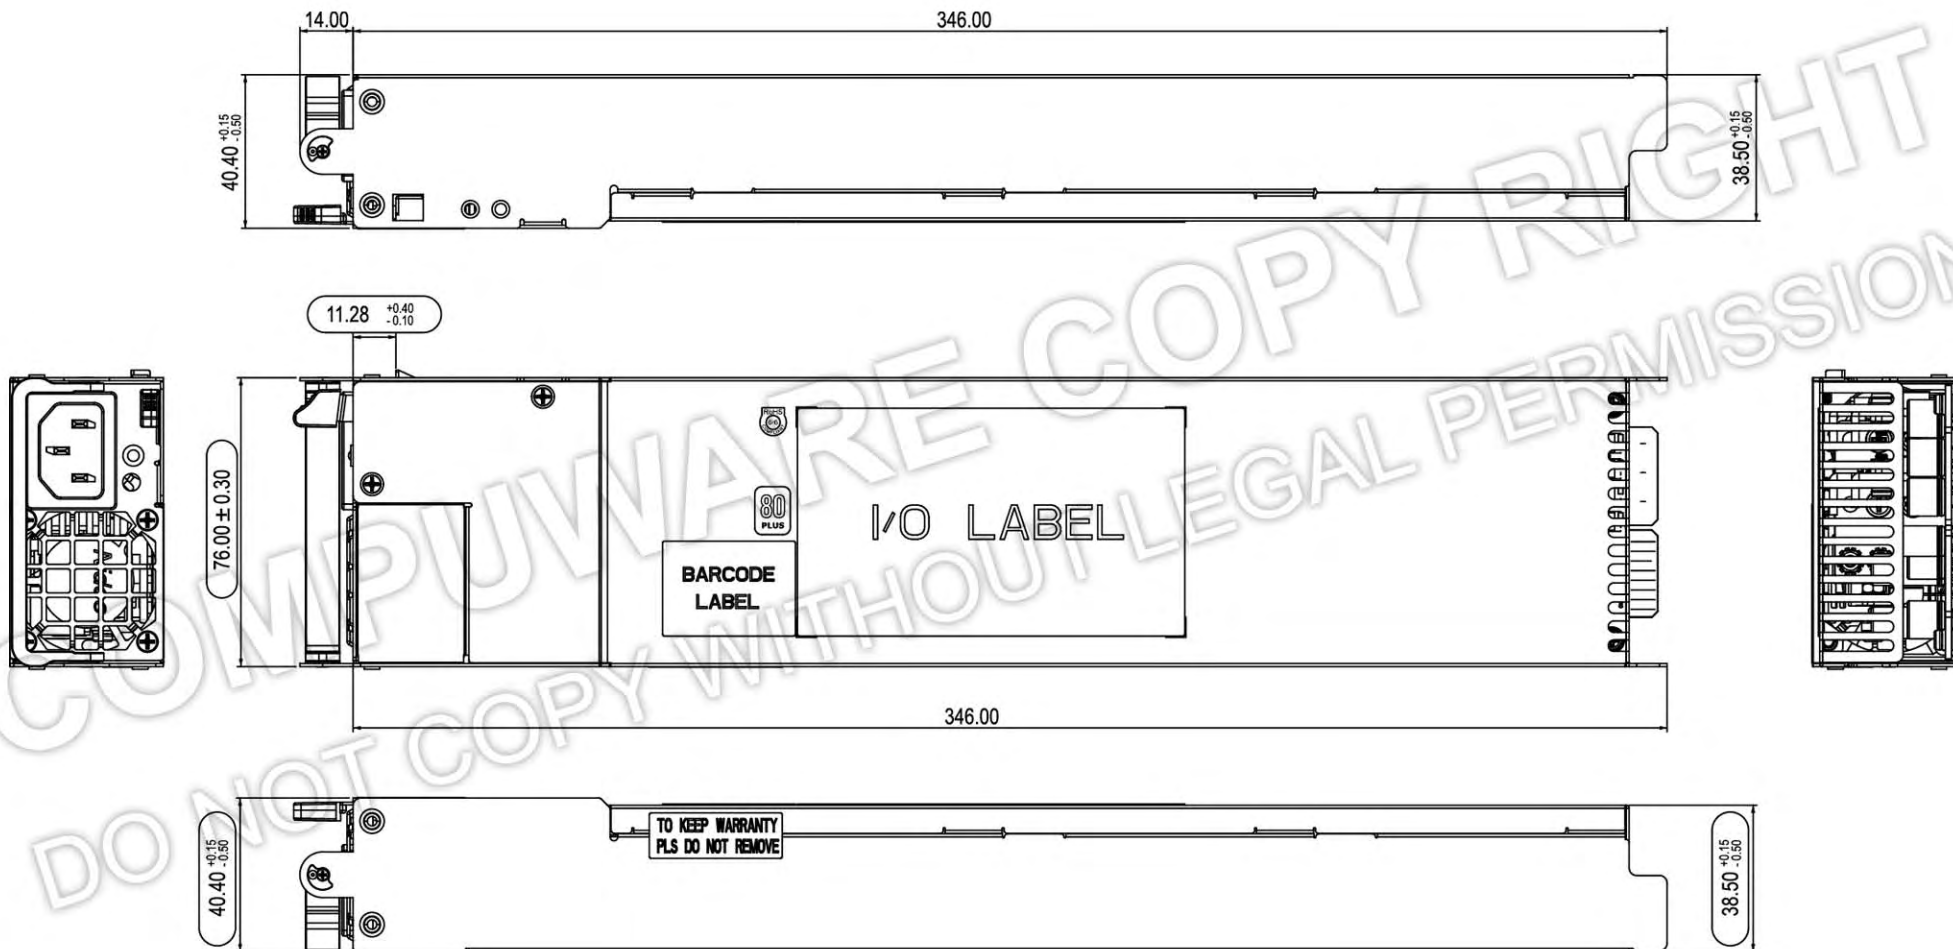 14.00
346.00
40.40 +0.15 -0.50
38.50 +0.15 -0.50
11.28 +0.40 -0.10
76.00 ± 0.30
RoHS
80
PLUS
I/O LABEL
BARCODE
LABEL
346.00
40.40 +0.15 -0.50
TO KEEP WARRANTY
PLS DO NOT REMOVE
38.50 +0.15 -0.50
COMPUWARE COPY RIGHT
DO NOT COPY WITHOUT LEGAL PERMISSION